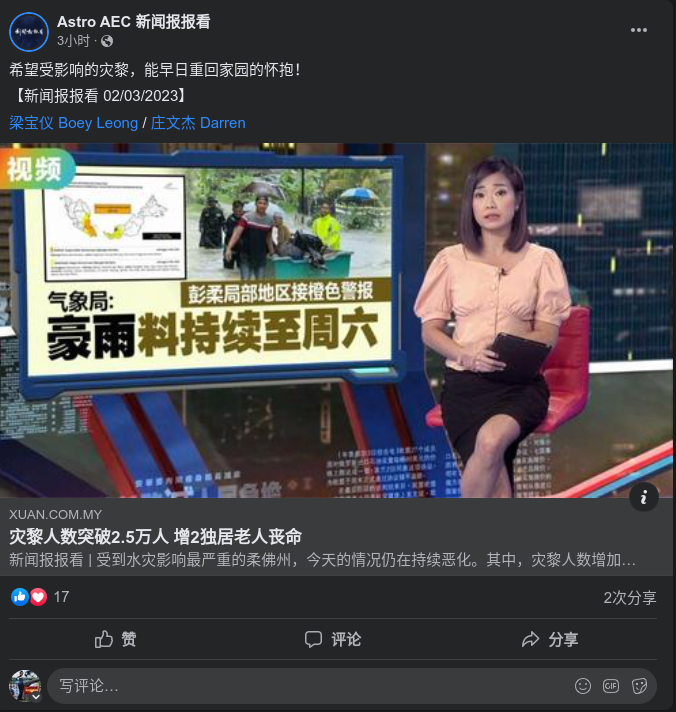 Astro AEC 新闻报报看
3小时
希望受影响的灾黎，能早日重回家园的怀抱！
【新闻报报看 02/03/2023】
梁宝仪 Boey Leong / 庄文杰 Darren
视频
彭柔局部地区接橙色警报
气象局:
豪雨料持续至周六
XUAN.COM.MY
灾黎人数突破2.5万人 增2独居老人丧命
新闻报报看 | 受到水灾影响最严重的柔佛州，今天的情况仍在持续恶化。其中，灾黎人数增加…
17
2次分享
赞
评论
分享
写评论…
GIF